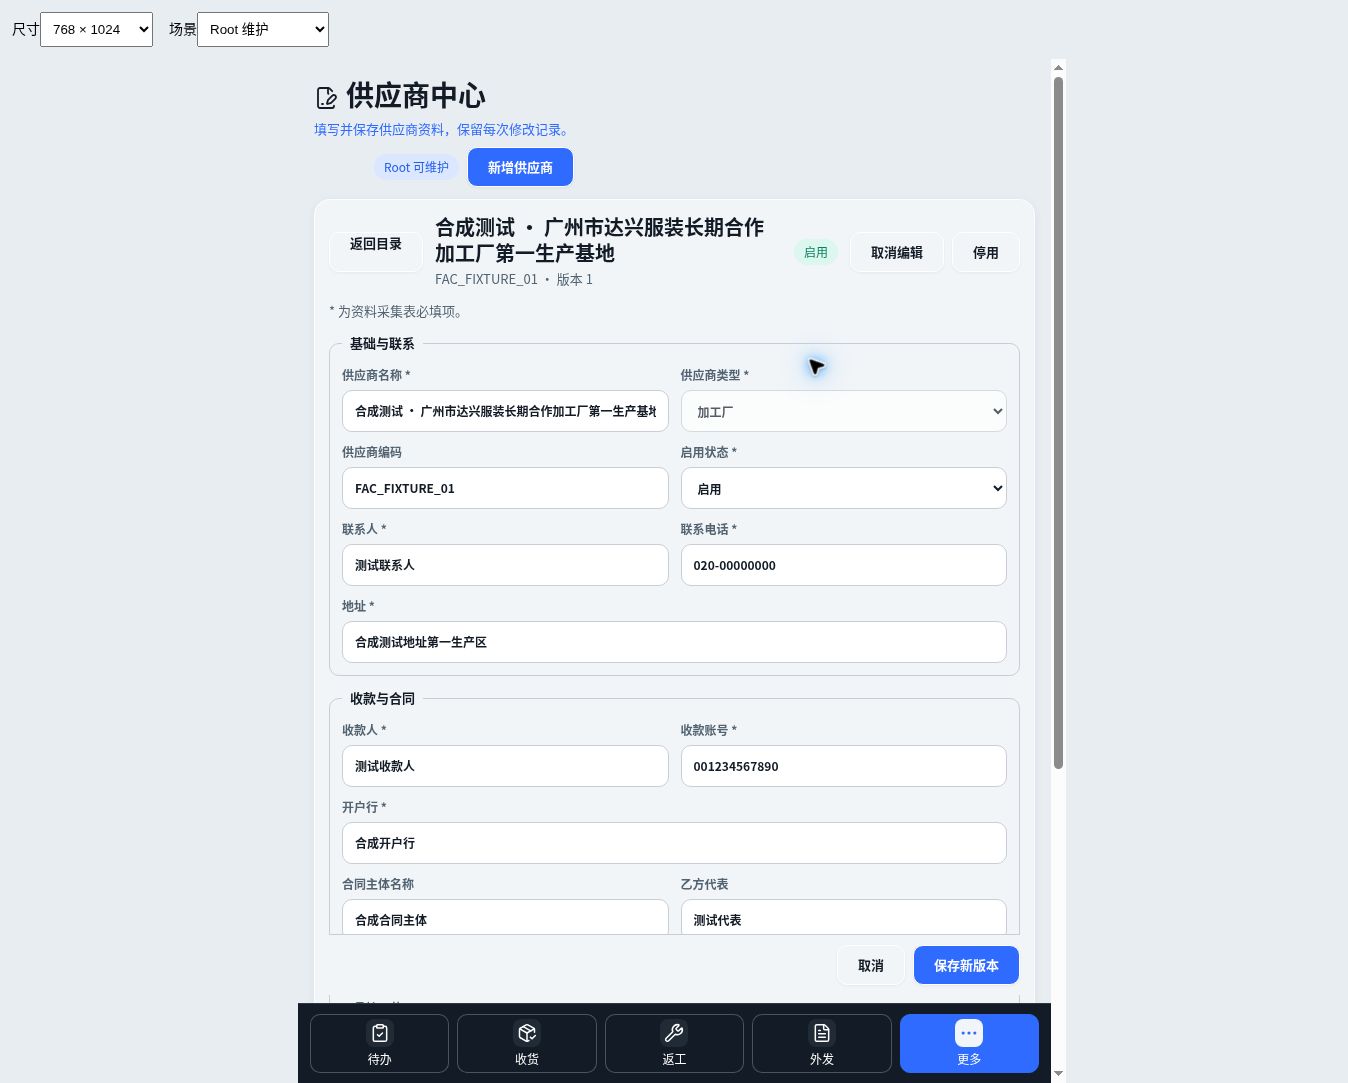 尺寸 768 × 1024 场景 Root 维护
供应商中心
填写并保存供应商资料，保留每次修改记录。
Root 可维护 新增供应商
返回目录
合成测试 · 广州市达兴服装长期合作
加工厂第一生产基地
FAC_FIXTURE_01 · 版本 1
启用 取消编辑 停用
* 为资料采集表必填项。
基础与联系
供应商名称 * 供应商类型 *
合成测试 · 广州市达兴服装长期合作加工厂第一生产基地 加工厂
供应商编码 启用状态 *
FAC_FIXTURE_01 启用
联系人 * 联系电话 *
测试联系人 020-00000000
地址 *
合成测试地址第一生产区
收款与合同
收款人 * 收款账号 *
测试收款人 001234567890
开户行 *
合成开户行
合同主体名称 乙方代表
合成合同主体 测试代表
取消 保存新版本
待办 收货 返工 外发 更多